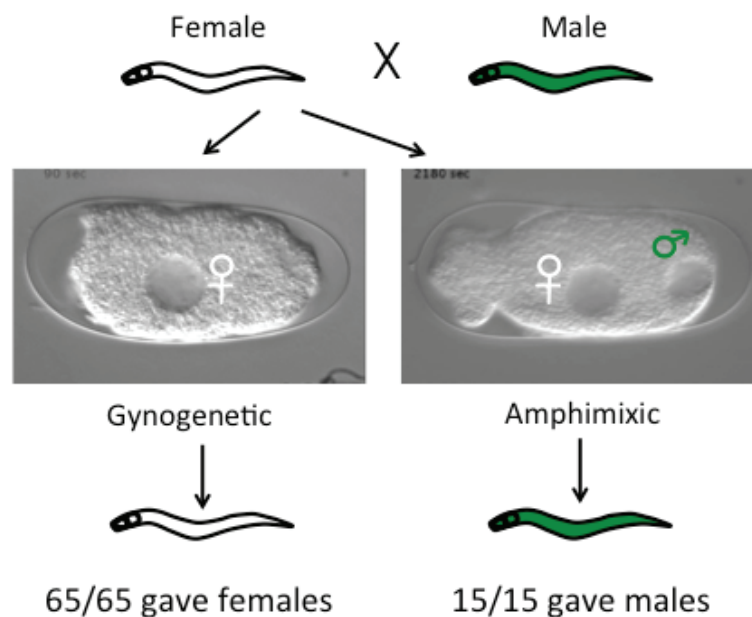 Female
X
Male
90 sec
2180 sec
♀
♀
♂
Gynogenetic
Amphimixic
65/65 gave females
15/15 gave males